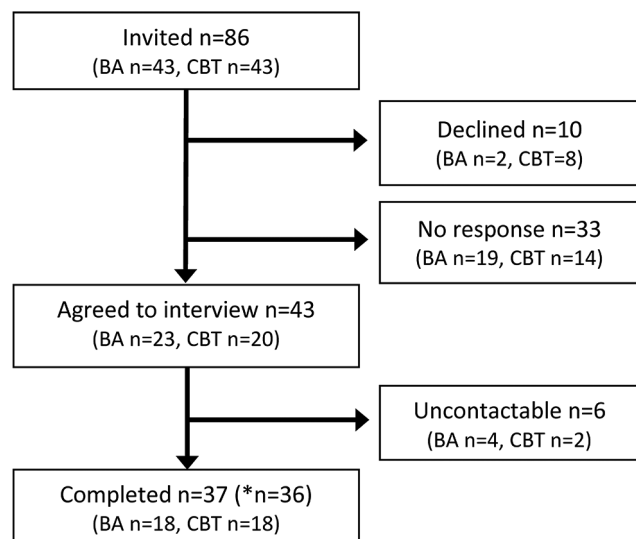 Invited n=86
(BA n=43, CBT n=43)
Declined n=10
(BA n=2, CBT=8)
No response n=33
(BA n=19, CBT n=14)
Agreed to interview n=43
(BA n=23, CBT n=20)
Uncontactable n=6
(BA n=4, CBT n=2)
Completed n=37 (*n=36)
(BA n=18, CBT n=18)